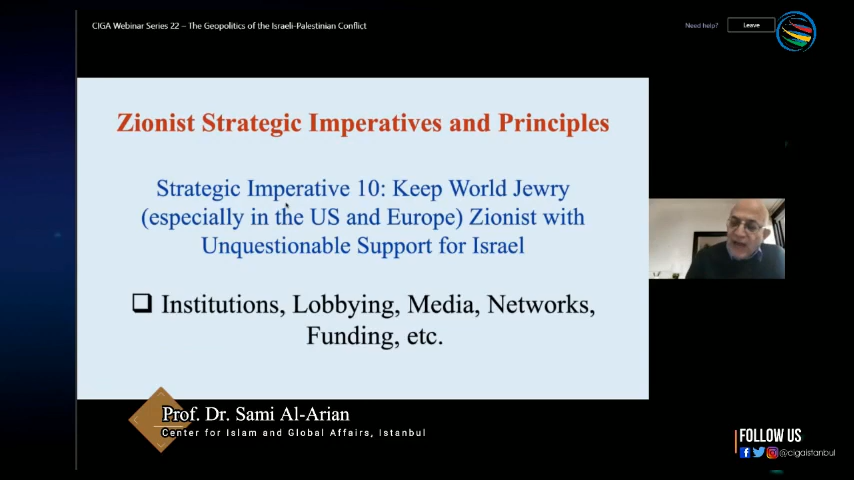 CIGA Webinar Series 22 – The Geopolitics of the Israeli-Palestinian Conflict
Need help?
Leave
Zionist Strategic Imperatives and Principles
Strategic Imperative 10: Keep World Jewry
(especially in the US and Europe) Zionist with
Unquestionable Support for Israel
❑ Institutions, Lobbying, Media, Networks,
Funding, etc.
Prof. Dr. Sami Al-Arian
Center for Islam and Global Affairs, Istanbul
FOLLOW US
@cigaistanbul